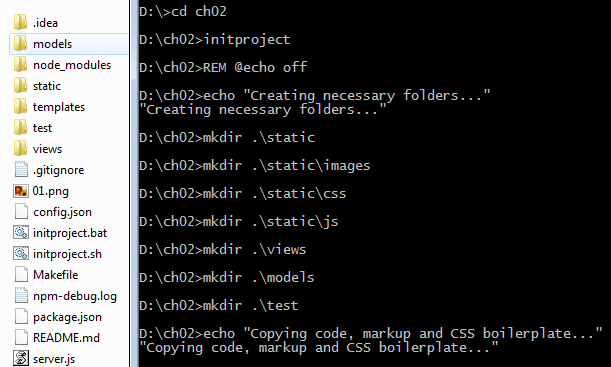 .idea
models
node_modules
static
templates
test
views
.gitignore
01.png
config.json
initproject.bat
initproject.sh
Makefile
npm-debug.log
package.json
README.md
server.js
D:\>cd ch02
D:\ch02>initproject
D:\ch02>REM @echo off
D:\ch02>echo "Creating necessary folders..."
"Creating necessary folders..."
D:\ch02>mkdir .\static
D:\ch02>mkdir .\static\images
D:\ch02>mkdir .\static\css
D:\ch02>mkdir .\static\js
D:\ch02>mkdir .\views
D:\ch02>mkdir .\models
D:\ch02>mkdir .\test
D:\ch02>echo "Copying code, markup and CSS boilerplate..."
"Copying code, markup and CSS boilerplate..."